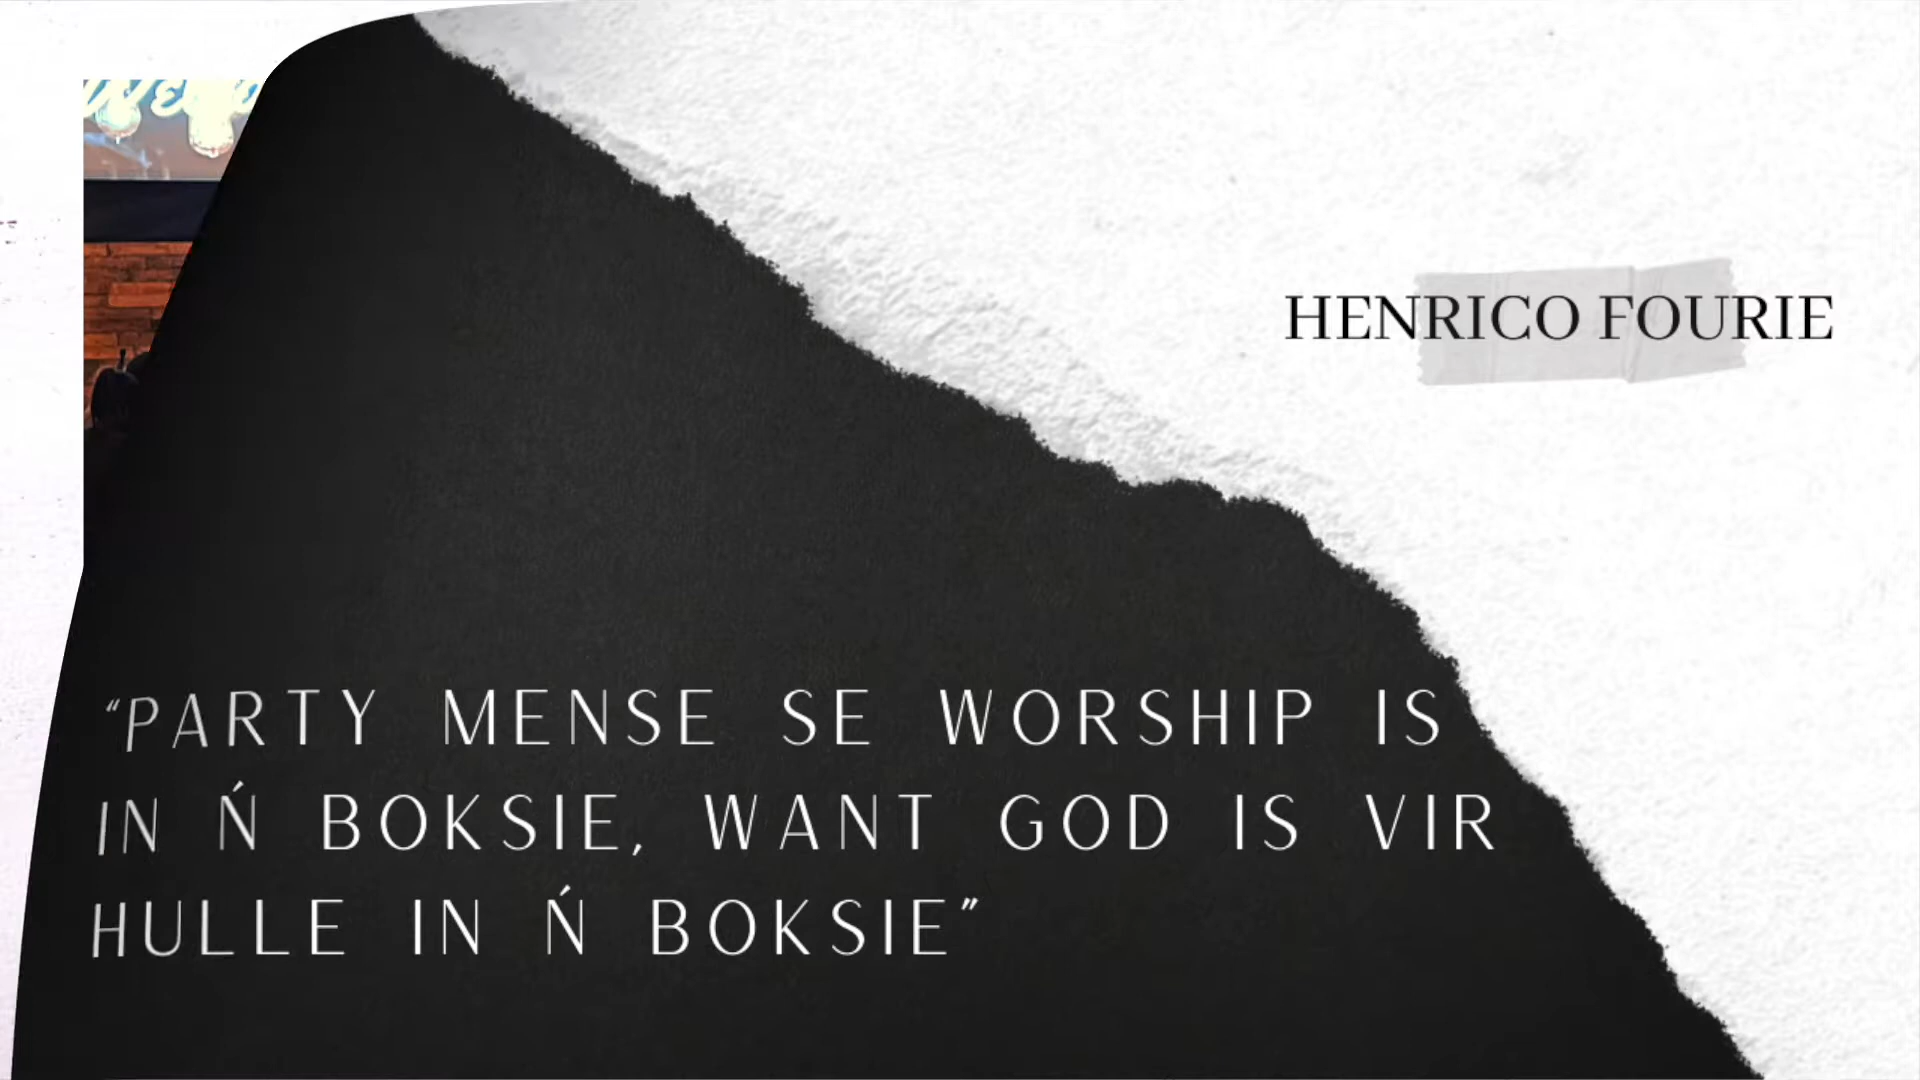 HENRICO FOURIE
“PARTY MENSE SE WORSHIP IS
IN Ń BOKSIE, WANT GOD IS VIR
HULLE IN Ń BOKSIE”